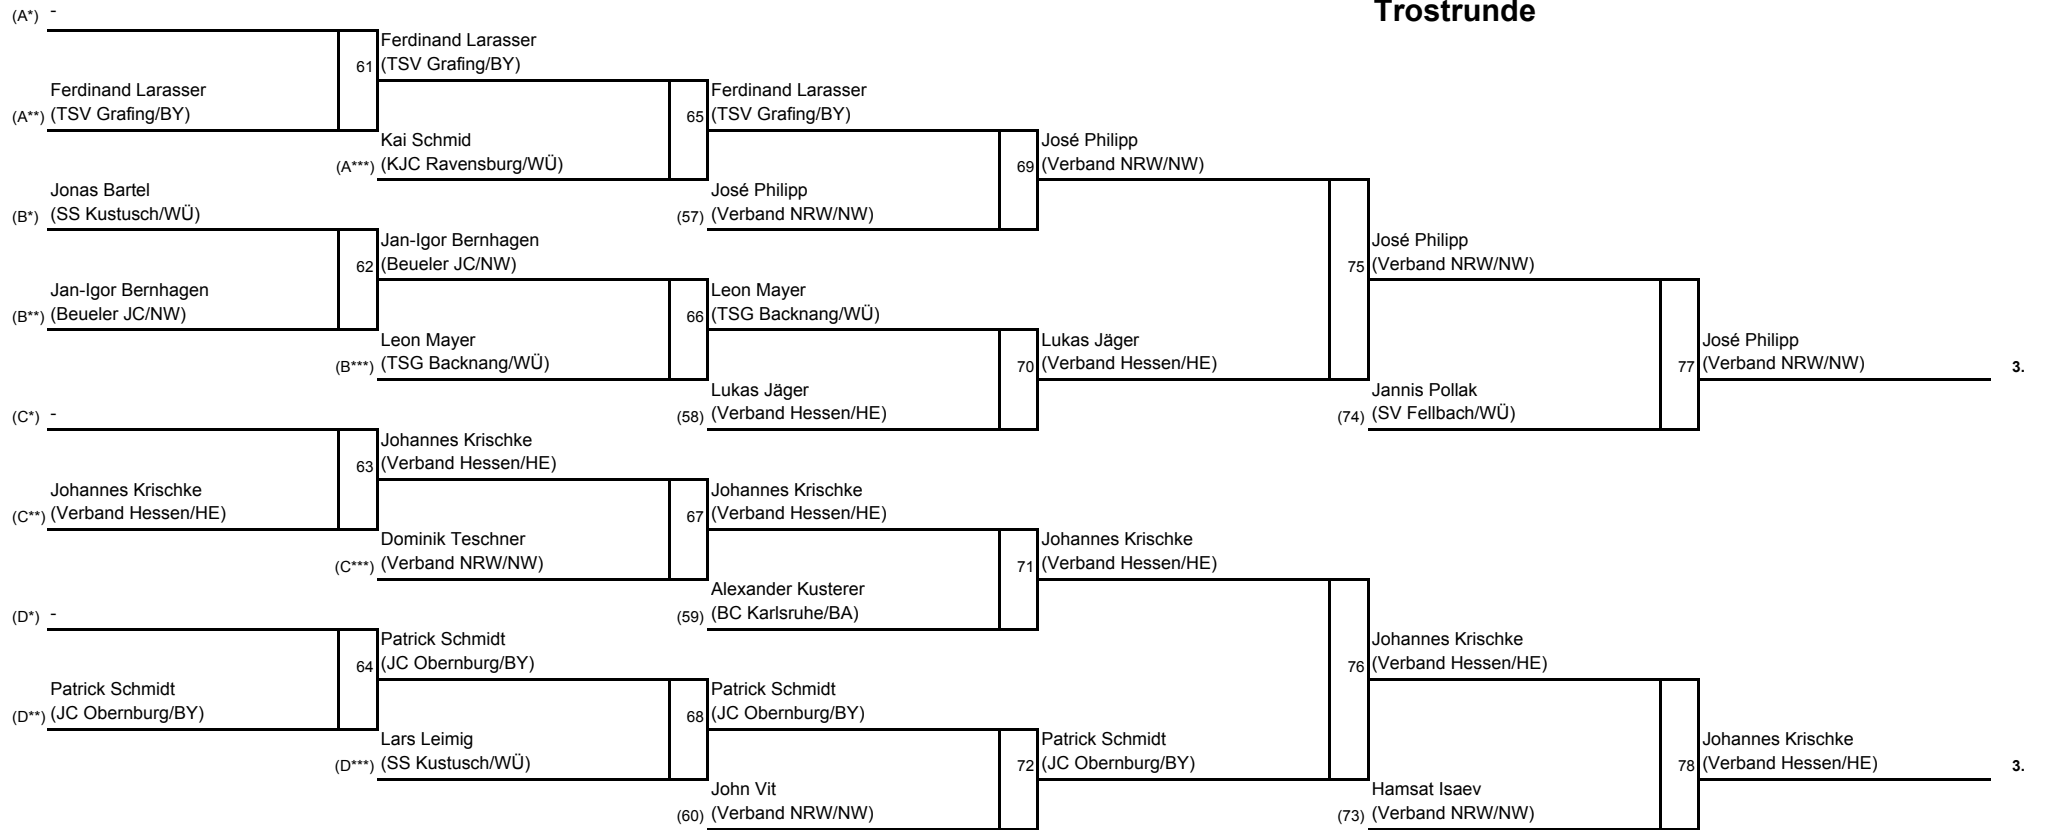 Trostrunde
(A*) -
Ferdinand Larasser
61 (TSV Grafing/BY)
Ferdinand Larasser
(A**) (TSV Grafing/BY)
Ferdinand Larasser
65 (TSV Grafing/BY)
Kai Schmid
(A***) (KJC Ravensburg/WÜ)
José Philipp
69 (Verband NRW/NW)
Jonas Bartel
(B*) (SS Kustusch/WÜ)
José Philipp
(57) (Verband NRW/NW)
Jan-Igor Bernhagen
62 (Beueler JC/NW)
José Philipp
75 (Verband NRW/NW)
Jan-Igor Bernhagen
(B**) (Beueler JC/NW)
Leon Mayer
66 (TSG Backnang/WÜ)
Leon Mayer
(B***) (TSG Backnang/WÜ)
Lukas Jäger
70 (Verband Hessen/HE)
José Philipp
77 (Verband NRW/NW) 3.
Lukas Jäger
(58) (Verband Hessen/HE)
Jannis Pollak
(74) (SV Fellbach/WÜ)
(C*) -
Johannes Krischke
63 (Verband Hessen/HE)
Johannes Krischke
(C**) (Verband Hessen/HE)
Johannes Krischke
67 (Verband Hessen/HE)
Dominik Teschner
(C***) (Verband NRW/NW)
Johannes Krischke
71 (Verband Hessen/HE)
Alexander Kusterer
(59) (BC Karlsruhe/BA)
(D*) -
Patrick Schmidt
64 (JC Obernburg/BY)
Johannes Krischke
76 (Verband Hessen/HE)
Patrick Schmidt
(D**) (JC Obernburg/BY)
Patrick Schmidt
68 (JC Obernburg/BY)
Lars Leimig
(D***) (SS Kustusch/WÜ)
Patrick Schmidt
72 (JC Obernburg/BY)
Johannes Krischke
78 (Verband Hessen/HE) 3.
John Vit
(60) (Verband NRW/NW)
Hamsat Isaev
(73) (Verband NRW/NW)